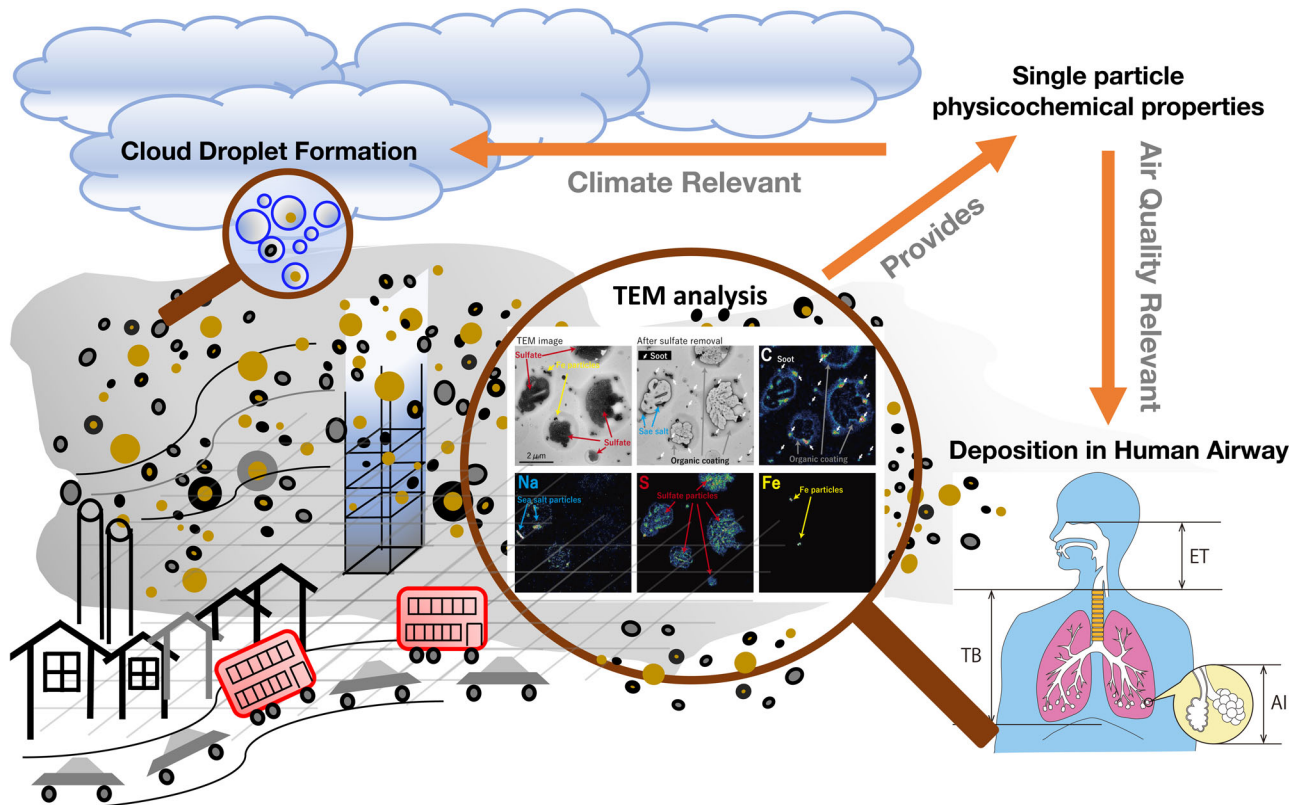 Single particle
physicochemical properties
Cloud Droplet Formation
Climate Relevant
Air Quality Relevant
Provides
TEM analysis
TEM image
After sulfate removal
Sulfate
Fe particles
Soot
C
Soot
Sae salt
Sulfate
2 μm
Organic coating
Organic coating
Na
Sea salt particles
S
Sulfate particles
Fe
Fe particles
Deposition in Human Airway
ET
TB
AI